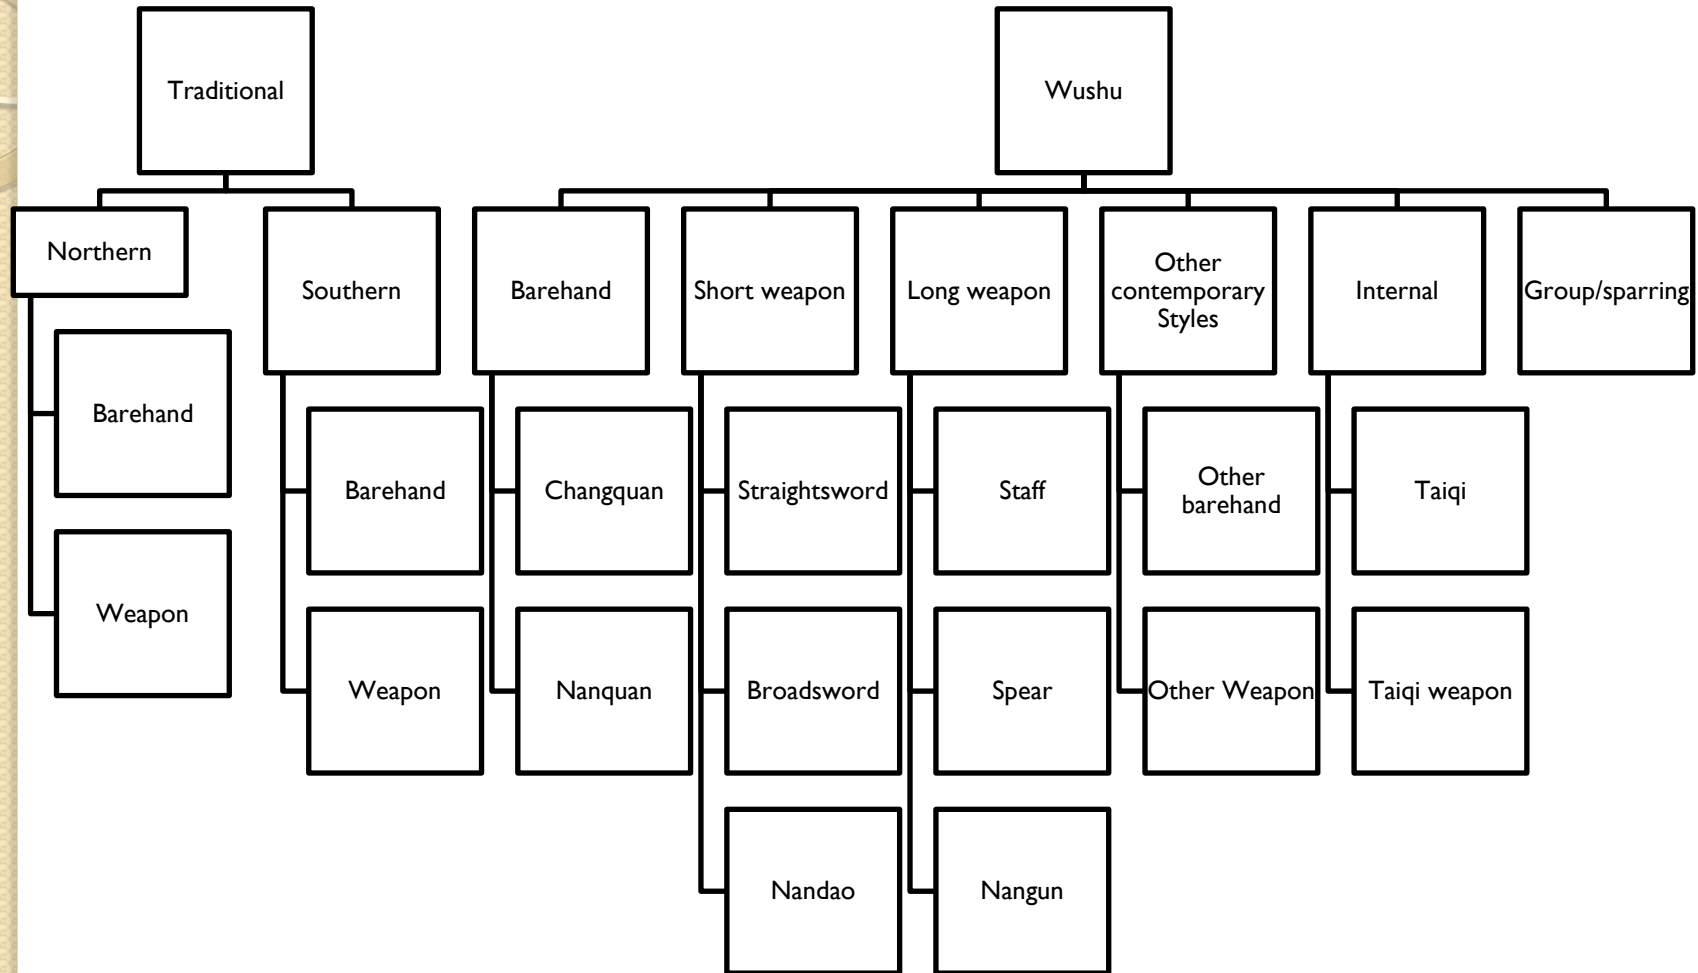 Traditional
Wushu
Northern
Southern
Barehand
Short weapon
Long weapon
Other
contemporary
Styles
Internal
Group/sparring
Barehand
Weapon
Barehand
Weapon
Changquan
Nanquan
Straightsword
Broadsword
Nandao
Staff
Spear
Nangun
Other
barehand
Other Weapon
Taiqi
Taiqi weapon